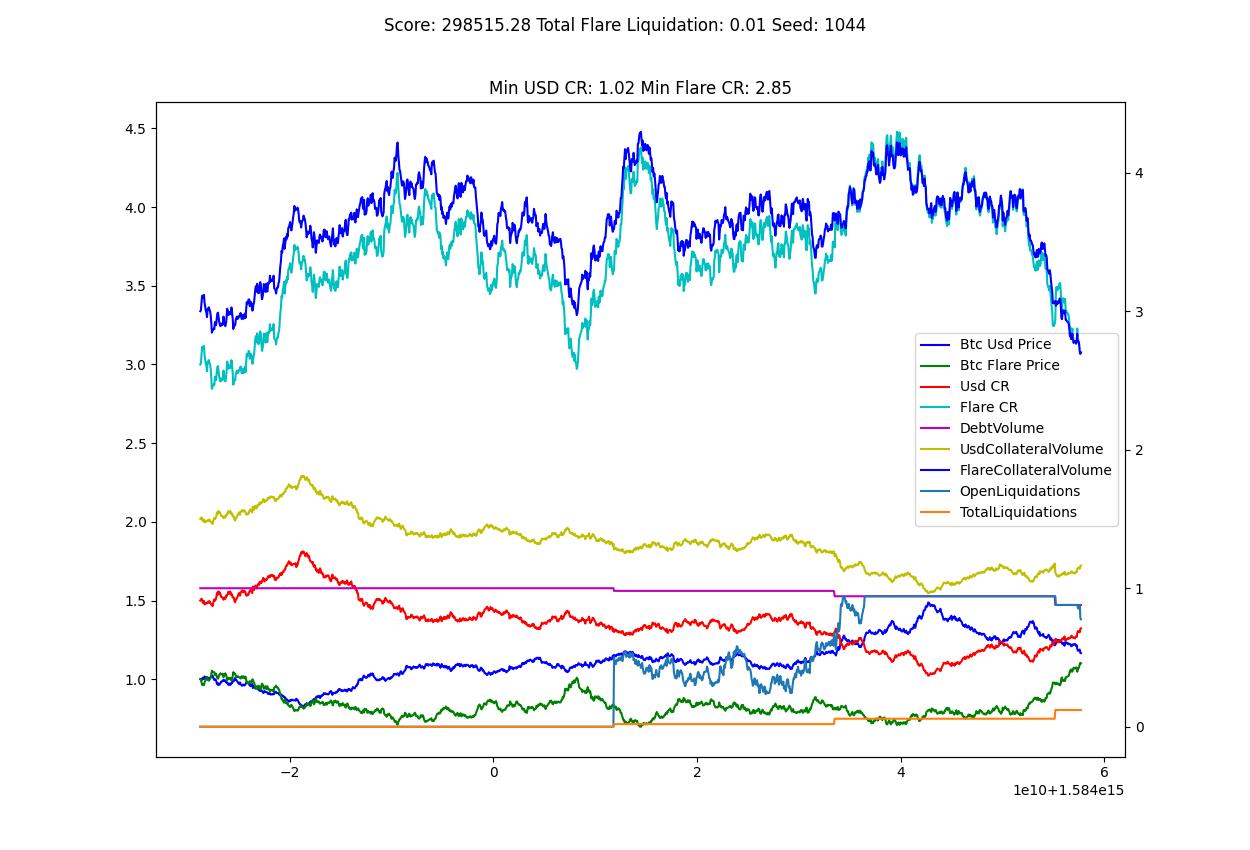 Score: 298515.28 Total Flare Liquidation: 0.01 Seed: 1044
Min USD CR: 1.02 Min Flare CR: 2.85
4.5
4.0
3.5
3.0
2.5
2.0
1.5
1.0
4
3
2
1
0
Btc Usd Price
Btc Flare Price
Usd CR
Flare CR
DebtVolume
UsdCollateralVolume
FlareCollateralVolume
OpenLiquidations
TotalLiquidations
−2 0 2 4 6
1e10+1.584e15